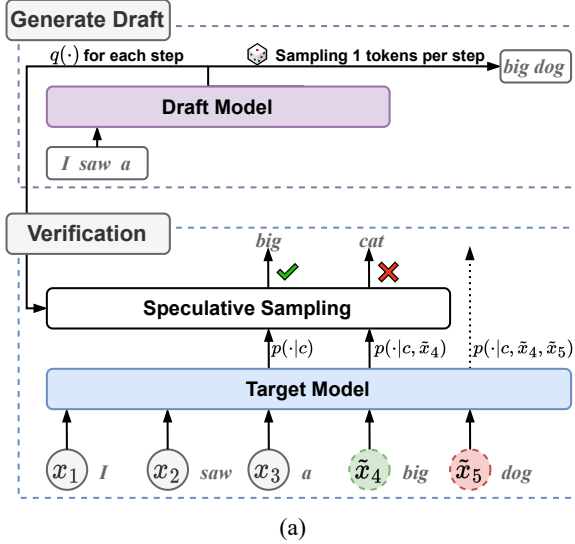 Generate Draft
q(·) for each step
Sampling 1 tokens per step
big dog
Draft Model
I saw a
Verification
big
cat
Speculative Sampling
p(·|c)
p(·|c, x̃₄)
p(·|c, x̃₄, x̃₅)
Target Model
x₁ I
x₂ saw
x₃ a
x̃₄ big
x̃₅ dog
(a)